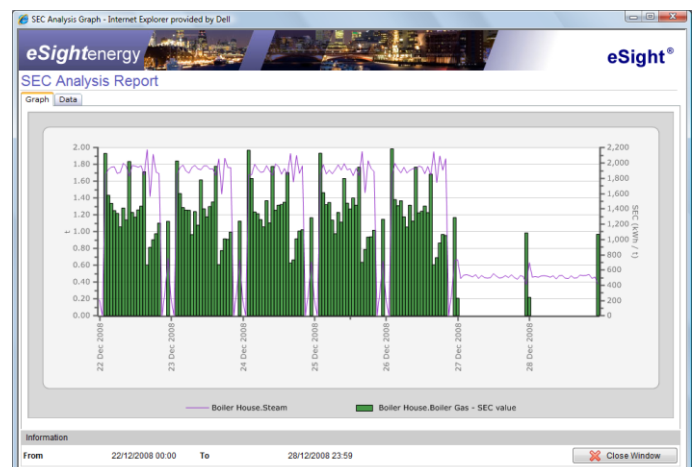 SEC Analysis Graph - Internet Explorer provided by Dell
eSightenergy
eSight®
SEC Analysis Report
Graph Data
2.00
1.80
1.60
1.40
1.20
1.00
0.80
0.60
0.40
0.20
0.00
t
2,200
2,000
1,800
1,600
1,400
1,200
1,000
800
600
400
200
0
SEC (kWh / t)
22 Dec 2008
23 Dec 2008
24 Dec 2008
25 Dec 2008
26 Dec 2008
27 Dec 2008
28 Dec 2008
Boiler House.Steam
Boiler House.Boiler Gas - SEC value
Information
From 22/12/2008 00:00 To 28/12/2008 23:59
Close Window